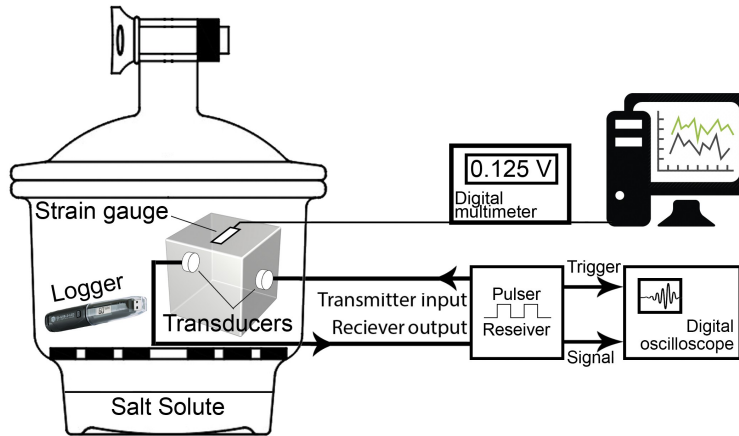 0.125 V
Digital
multimeter
Strain gauge
Logger
Transducers
Transmitter input
Reciever output
Pulser
Reseiver
Trigger
Signal
Digital
oscilloscope
Salt Solute